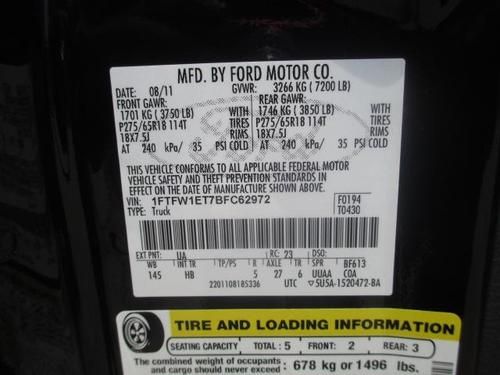 MFD. BY FORD MOTOR CO.
DATE: 08/11 GVWR: 3266 KG ( 7200 LB)
FRONT GAWR: REAR GAWR:
1701 KG ( 3750 LB) WITH 1746 KG ( 3850 LB) WITH
P275/65R18 114T TIRES P275/65R18 114T TIRES
18X7.5J RIMS 18X7.5J RIMS
AT 240 kPa/ 35 PSI COLD AT 240 kPa/ 35 PSI COLD
THIS VEHICLE CONFORMS TO ALL APPLICABLE FEDERAL MOTOR
VEHICLE SAFETY AND THEFT PREVENTION STANDARDS IN
EFFECT ON THE DATE OF MANUFACTURE SHOWN ABOVE.
VIN: 1FTFW1ET7BFC62972 F0194
TYPE: Truck T0430
EXT PNT: UA RC: 23 DSO:
WB INT TR TP/PS R AXLE TR SPR BF613
145 HB 5 27 6 UUAA COA
220110818S336 UTC ▽5U5A-1520472-BA
TIRE AND LOADING INFORMATION
SEATING CAPACITY TOTAL: 5 FRONT: 2 REAR: 3
The combined weight of occupants
and cargo should never exceed 678 kg or 1496 lbs.